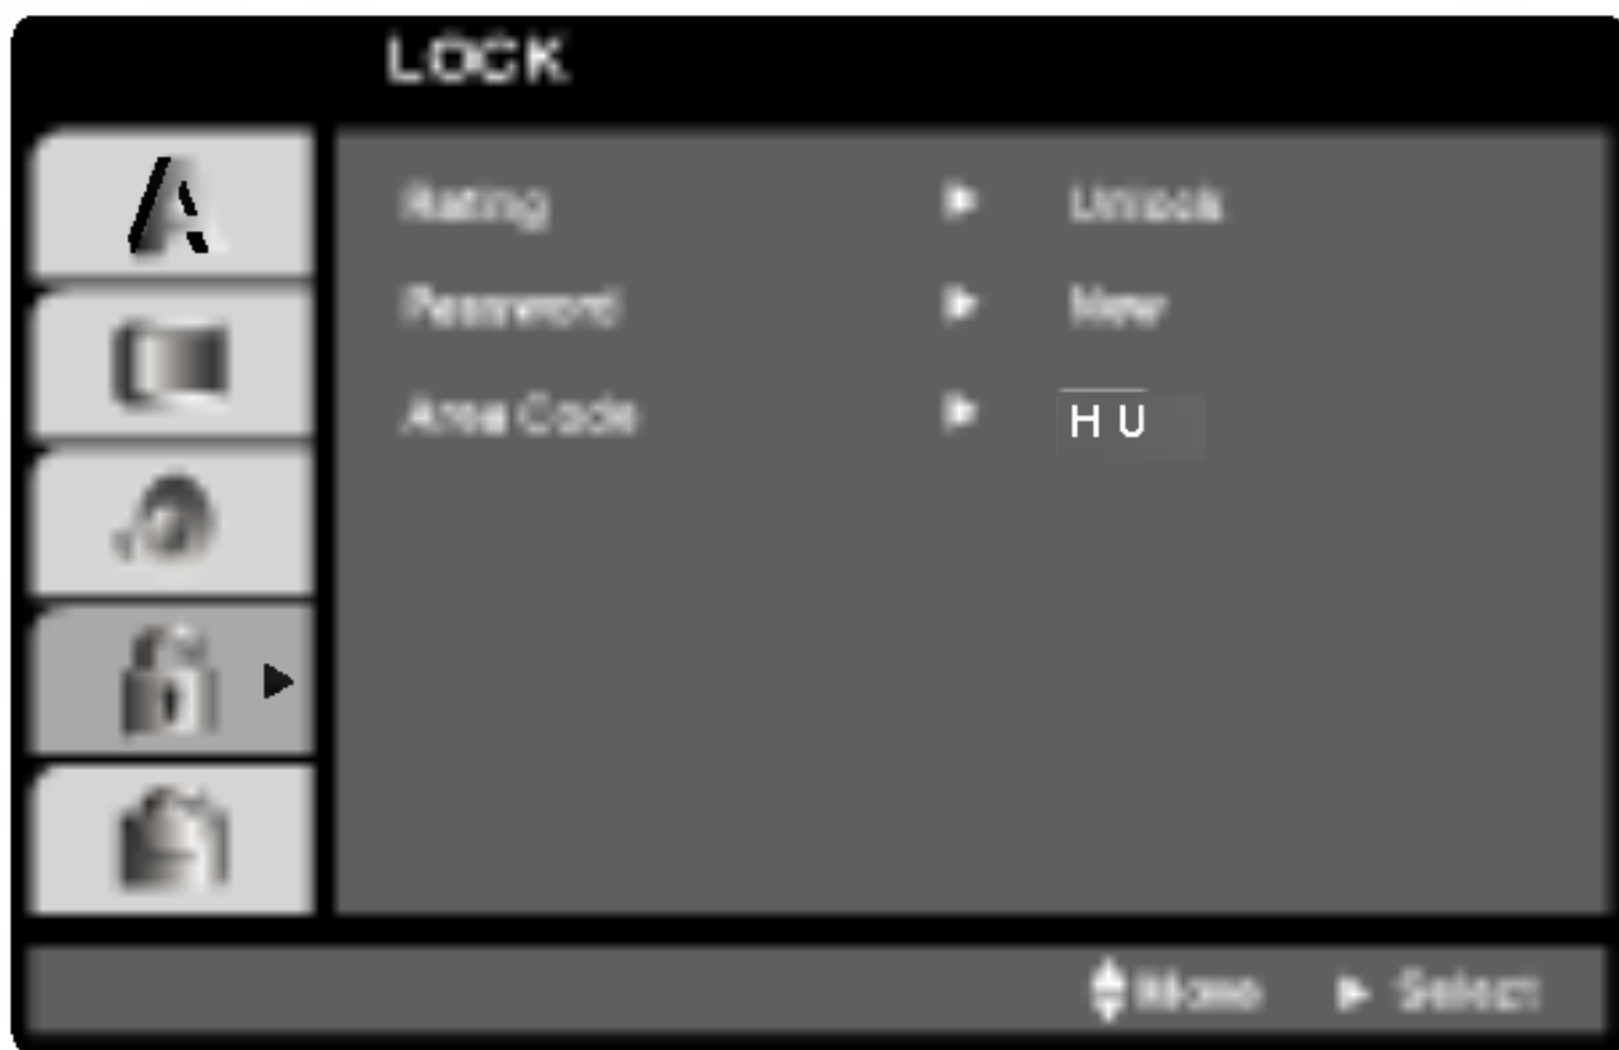 LOCK
Rating ▶ Unlock
Password ▶ New
Area Code ▶ H U
Move ▶ Select